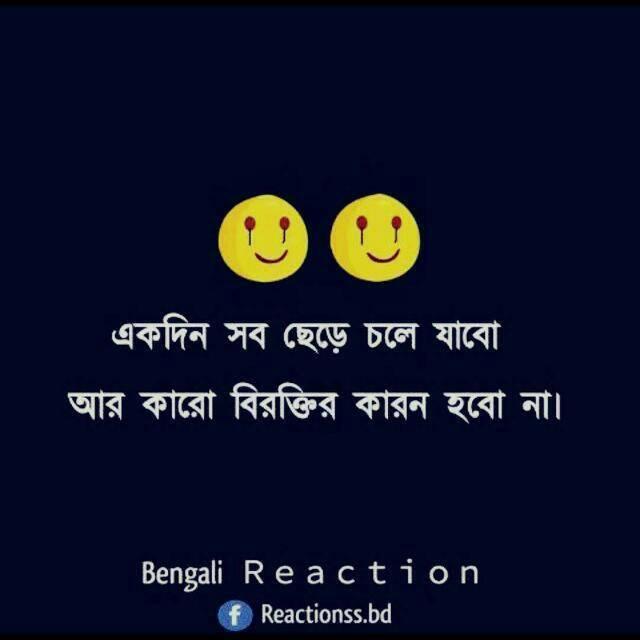 একদিন সব ছেড়ে চলে যাবো
আর কারো বিরক্তির কারন হবো না।
Bengali Reaction
f Reactionss.bd